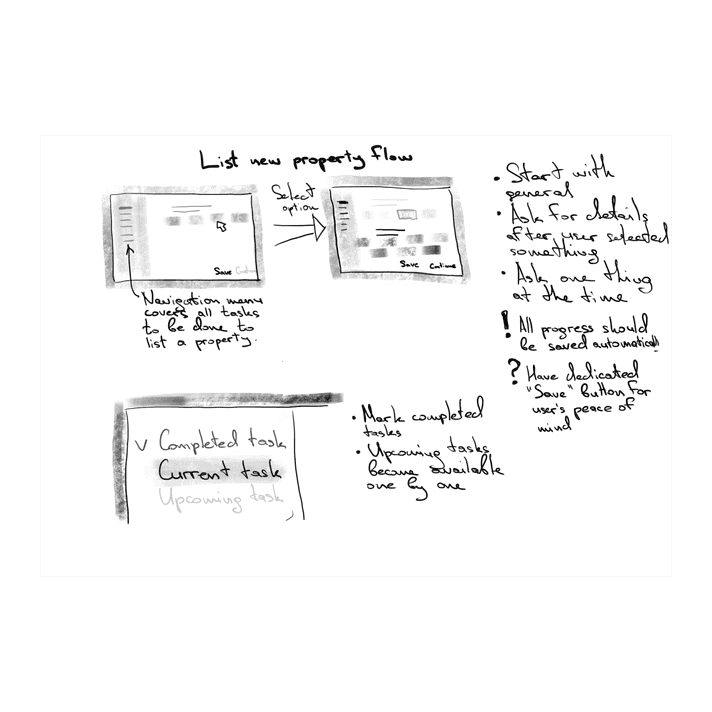 List new property flow
Select
option
Save Continue
Save Continue
Navigation menu
covers all tasks
to be done to
list a property.
• Start with
general
• Ask for details
after user selected
something
• Ask one thing
at the time
! All progress should
be saved automatically
? Have dedicated
"Save" button for
user's peace of
mind
V Completed task
Current task
Upcoming task
• Mark completed
tasks
• Upcoming tasks
became available
one by one